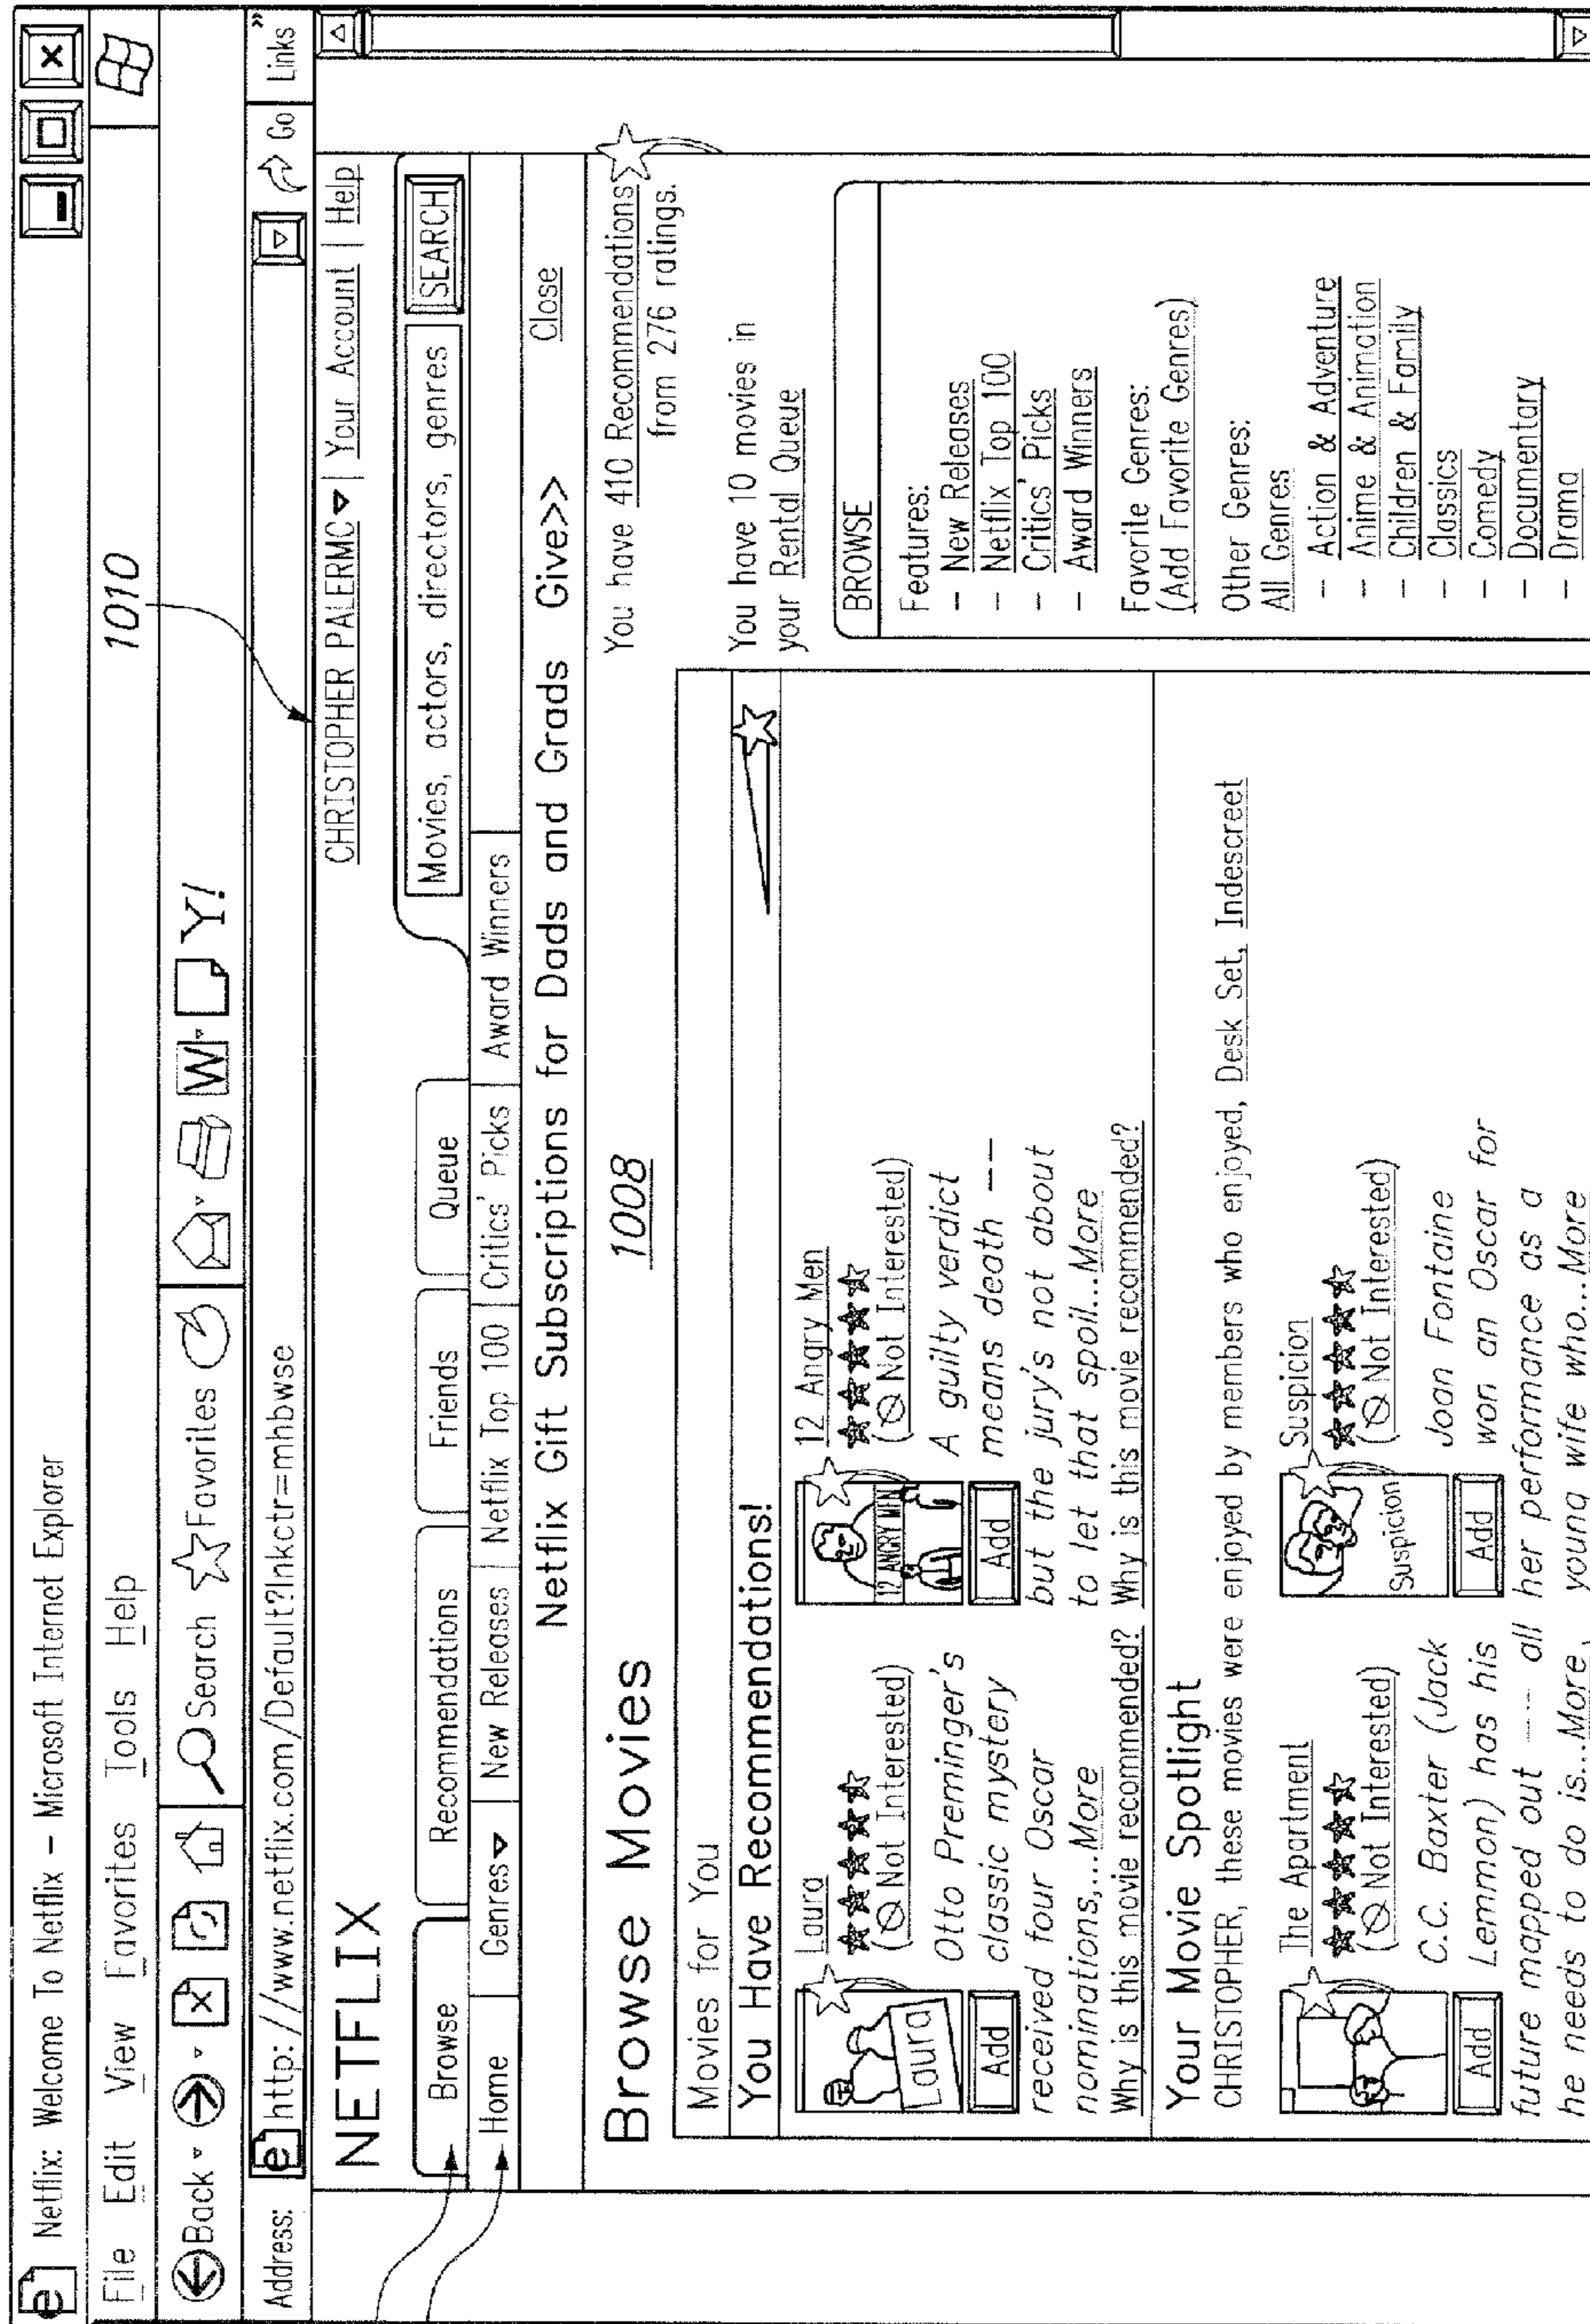 Netflix: Welcome To Netflix – Microsoft Internet Explorer
File Edit View Favorites Tools Help
1010
Back Search Favorites W Y!
Address: http://www.netflix.com/Default?lnkctr=mhbwse Go Links »
NETFLIX
CHRISTOPHER PALERMC | Your Account | Help
Browse Recommendations Friends Queue
Movies, actors, directors, genres SEARCH
Home Genres New Releases Netflix Top 100 Critics' Picks Award Winners
Netflix Gift Subscriptions for Dads and Grads Give>> Close
Browse Movies
1008
You have 410 Recommendations
from 276 ratings.
Movies for You
You Have Recommendations!
Laura
(Not Interested)
Laura
Add
Otto Preminger's
classic mystery
received four Oscar
nominations,...More
Why is this movie recommended?
12 Angry Men
(Not Interested)
12 ANGRY MEN
Add
A guilty verdict
means death --
but the jury's not about
to let that spoil...More
Why is this movie recommended?
Your Movie Spotlight
CHRISTOPHER, these movies were enjoyed by members who enjoyed, Desk Set, Indescreet
The Apartment
(Not Interested)
Add
C.C. Baxter (Jack
Lemmon) has his
future mapped out -- all
he needs to do is...More
Suspicion
(Not Interested)
Suspicion
Add
Joan Fontaine
won an Oscar for
her performance as a
young wife who...More
You have 10 movies in
your Rental Queue
BROWSE
Features:
- New Releases
- Netflix Top 100
- Critics' Picks
- Award Winners
Favorite Genres:
(Add Favorite Genres)
Other Genres:
All Genres
- Action & Adventure
- Anime & Animation
- Children & Family
- Classics
- Comedy
- Documentary
- Drama